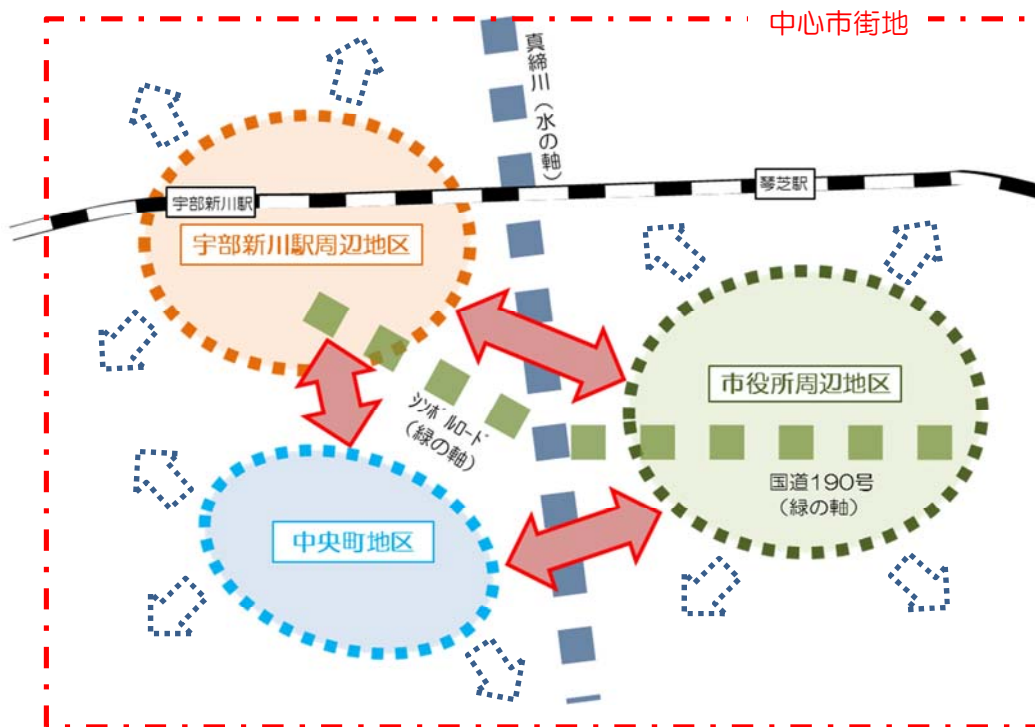 中心市街地
真締川（水の軸）
琴芝駅
宇部新川駅
宇部新川駅周辺地区
市役所周辺地区
ｼﾝﾎﾞﾙﾛｰﾄﾞ
（緑の軸）
国道190号
（緑の軸）
中央町地区